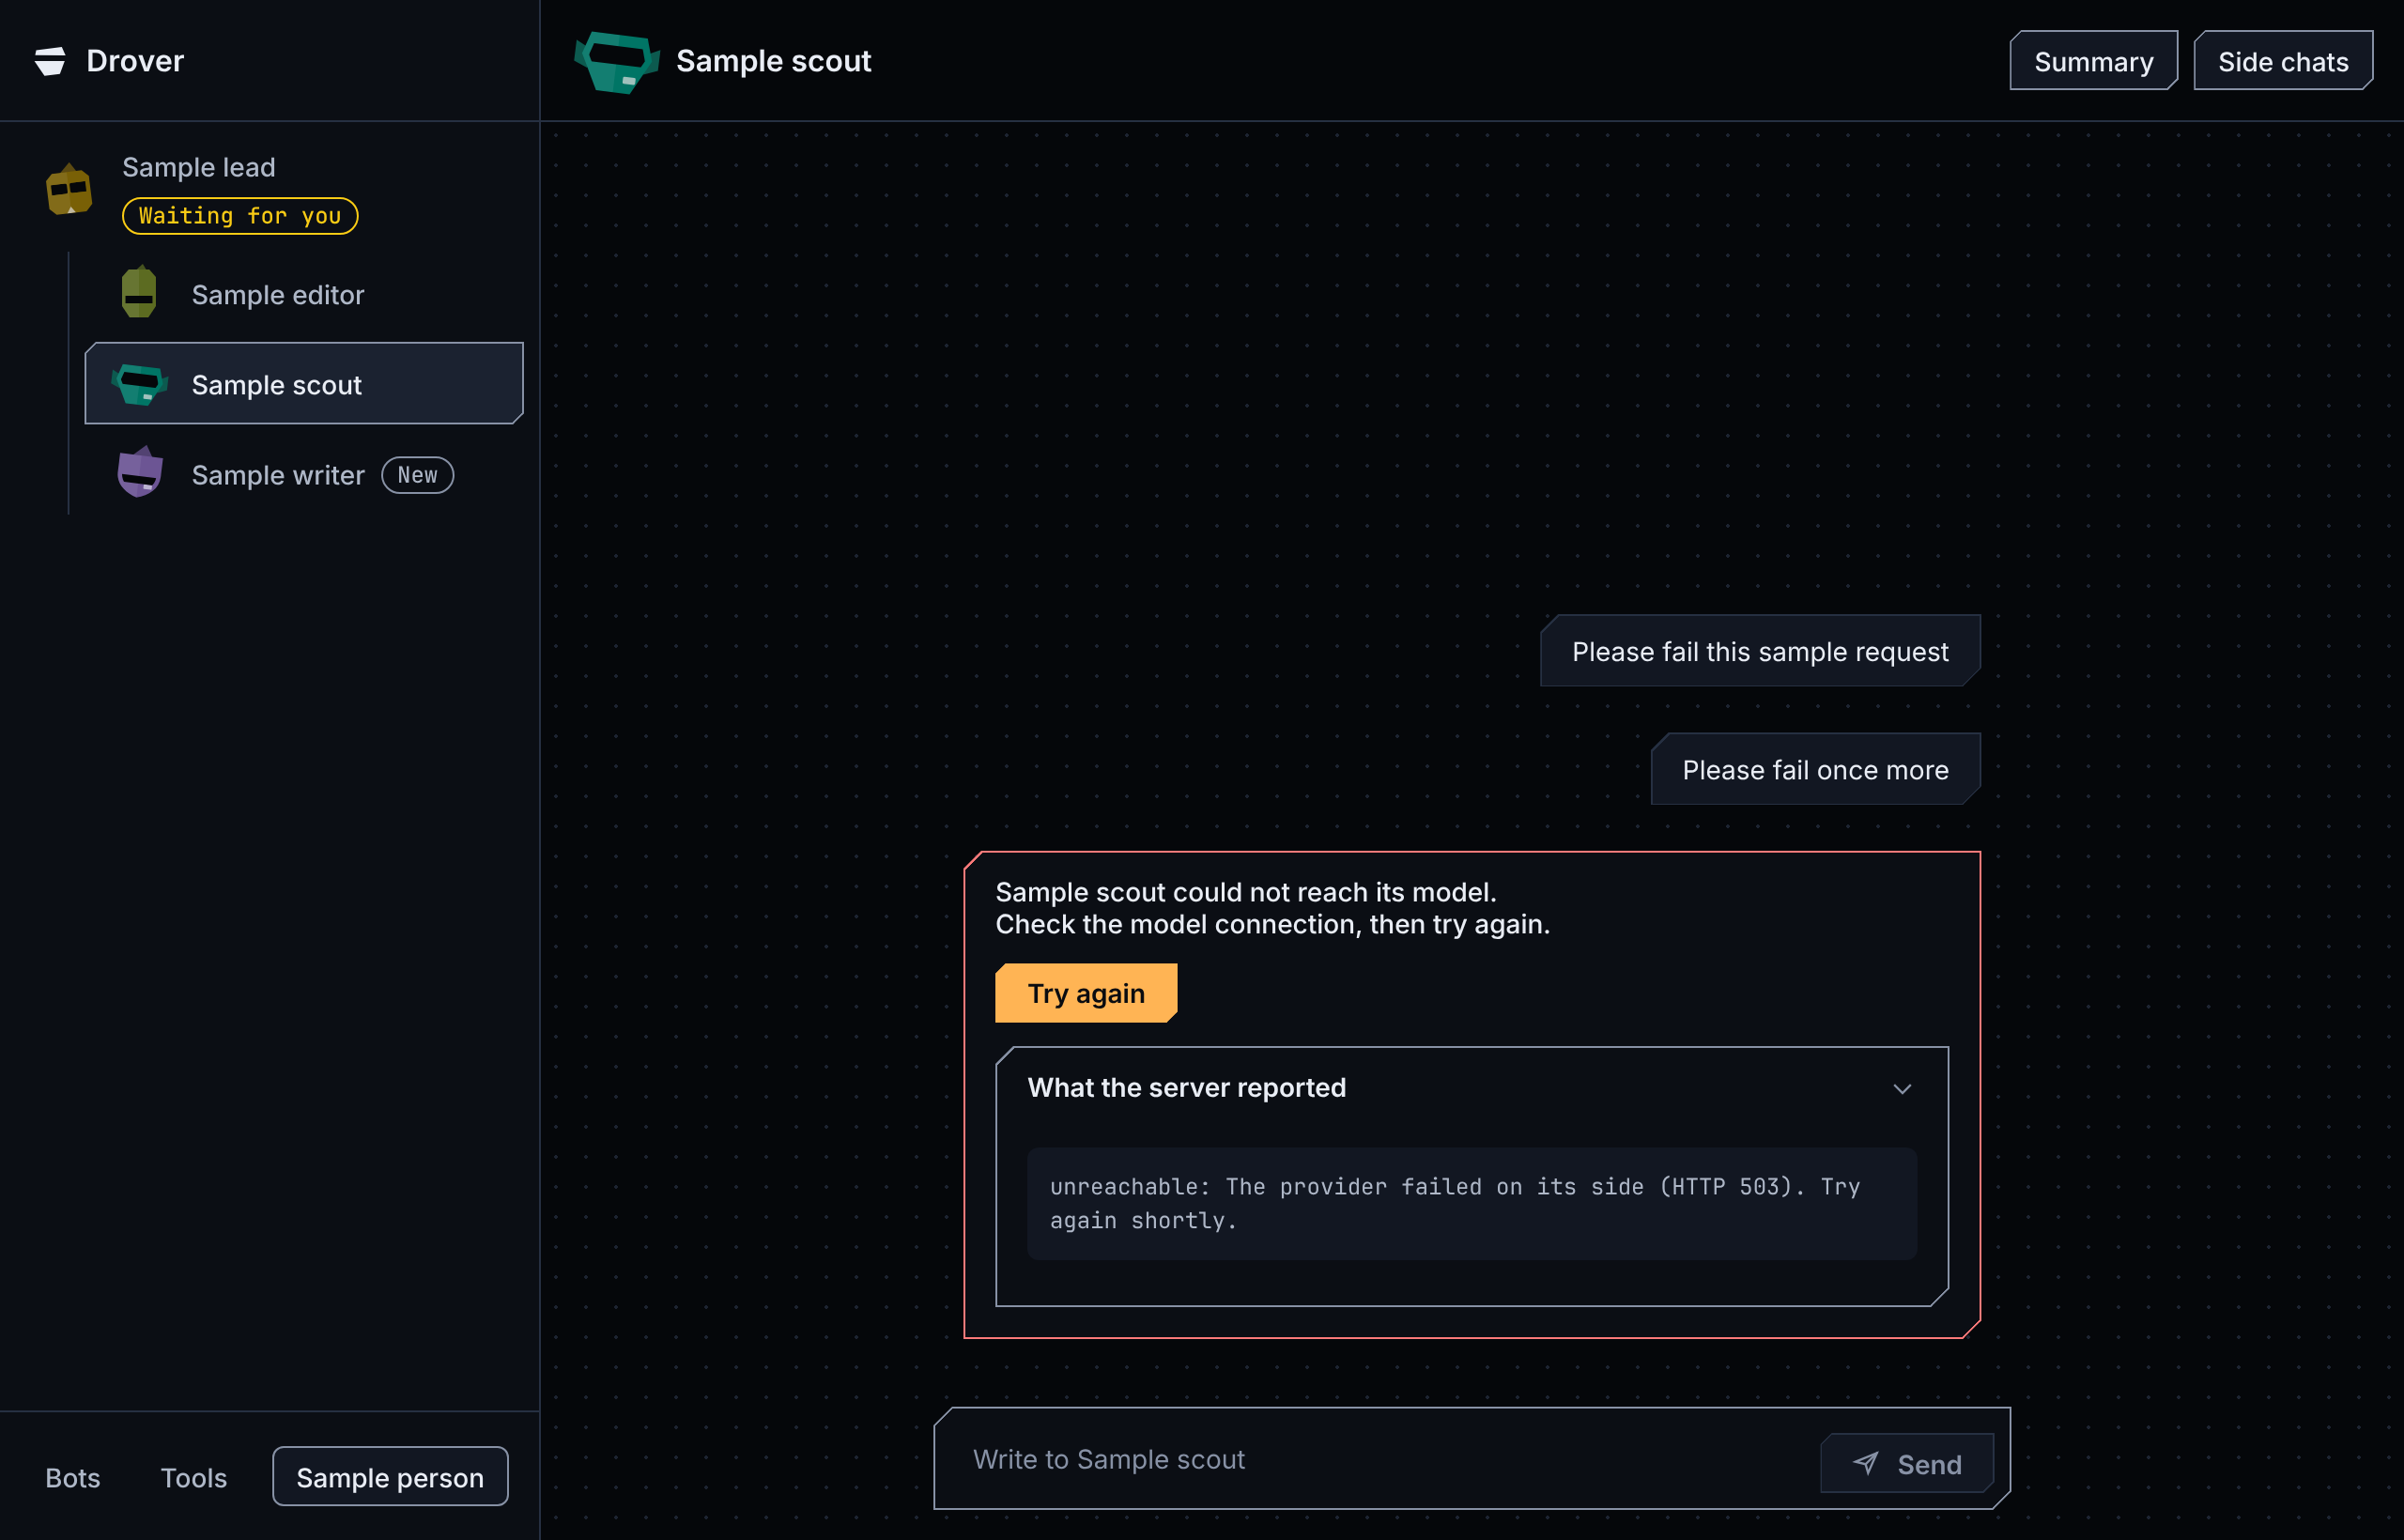 Drover
Sample scout
Summary
Side chats
Sample lead
Waiting for you
Sample editor
Sample scout
Sample writer
New
Please fail this sample request
Please fail once more
Sample scout could not reach its model.
Check the model connection, then try again.
Try again
What the server reported
unreachable: The provider failed on its side (HTTP 503). Try
again shortly.
Write to Sample scout
Send
Bots
Tools
Sample person